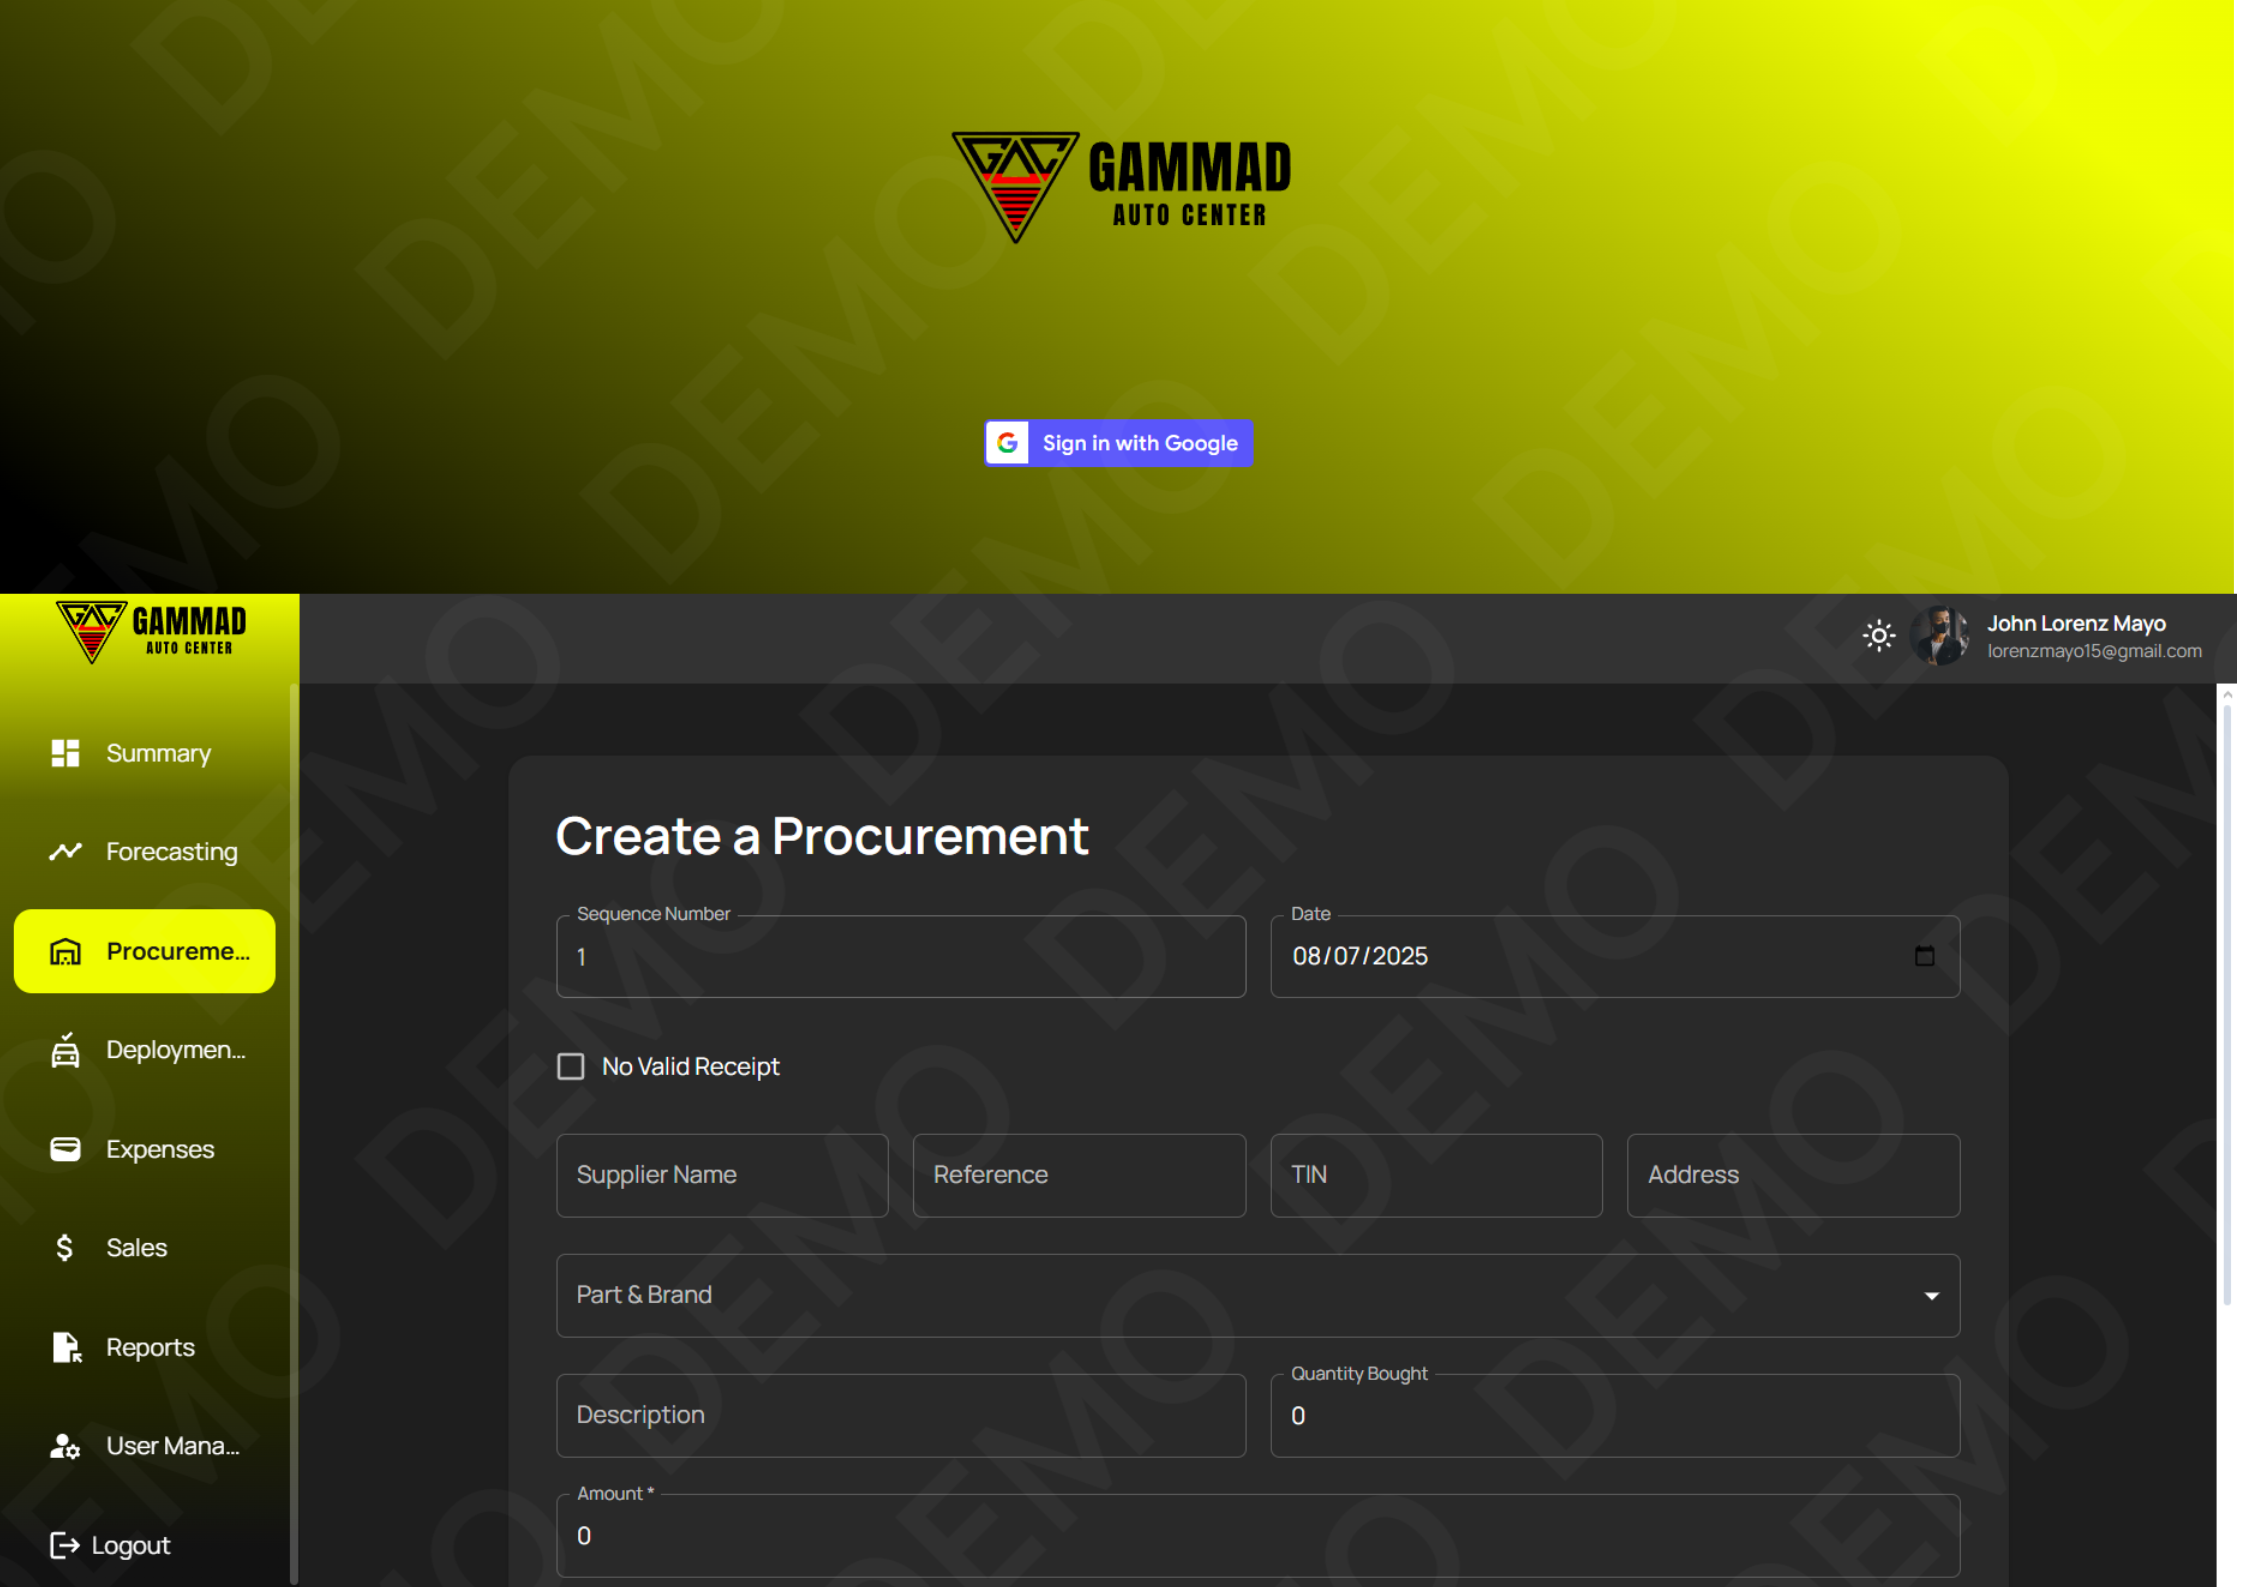 GAC
GAMMAD
AUTO CENTER
Sign in with Google
GAC
GAMMAD
AUTO CENTER
John Lorenz Mayo
lorenzmayo15@gmail.com
Summary
Forecasting
Procureme...
Deploymen...
Expenses
Sales
Reports
User Mana...
Logout
Create a Procurement
Sequence Number
1
Date
08/07/2025
No Valid Receipt
Supplier Name
Reference
TIN
Address
Part & Brand
Description
Quantity Bought
0
Amount *
0
DEMO